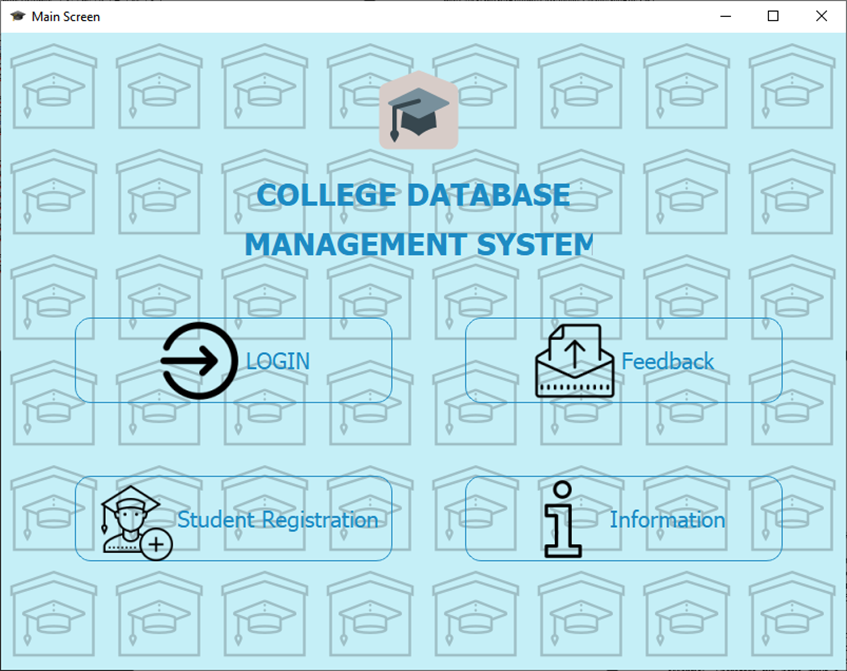 Main Screen
COLLEGE DATABASE
MANAGEMENT SYSTEM
LOGIN
Feedback
Student Registration
Information